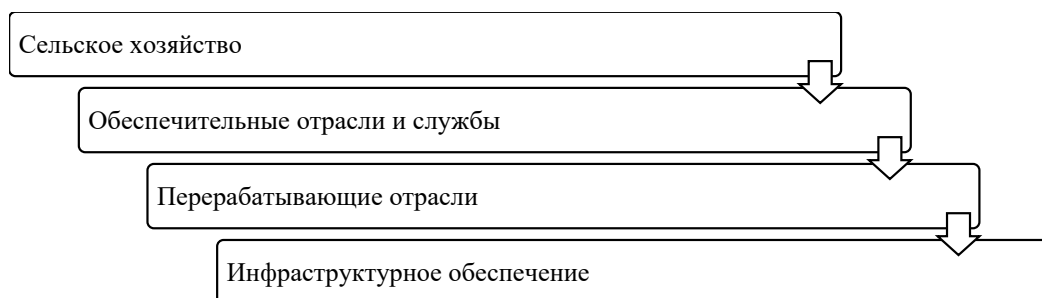 Сельское хозяйство
Обеспечительные отрасли и службы
Перерабатывающие отрасли
Инфраструктурное обеспечение